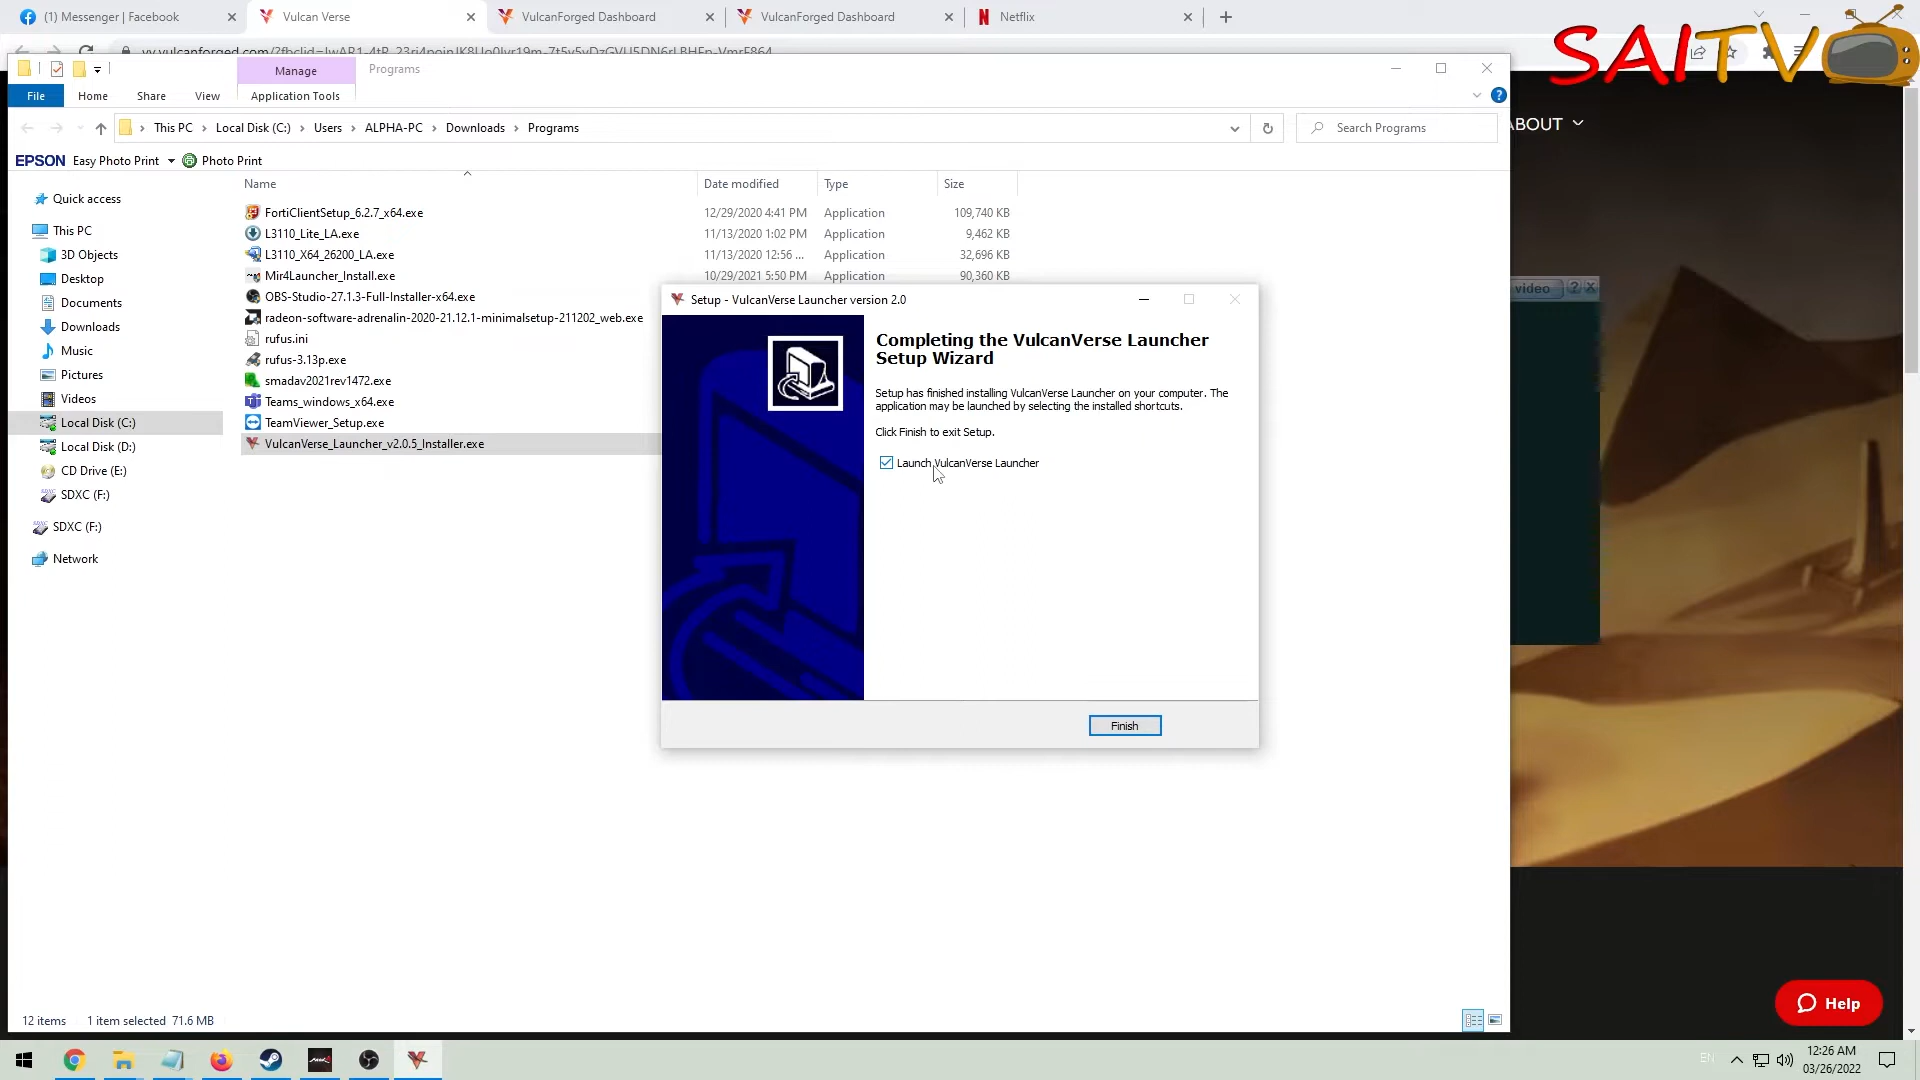 (1) Messenger | Facebook
Vulcan Verse
VulcanForged Dashboard
VulcanForged Dashboard
Netflix
SAITV
Manage
Programs
File
Home
Share
View
Application Tools
This PC
Local Disk (C:)
Users
ALPHA-PC
Downloads
Programs
Search Programs
ABOUT
EPSON
Easy Photo Print
Photo Print
Name
Date modified
Type
Size
Quick access
This PC
3D Objects
Desktop
Documents
Downloads
Music
Pictures
Videos
Local Disk (C:)
Local Disk (D:)
CD Drive (E:)
SDXC (F:)
SDXC (F:)
Network
FortiClientSetup_6.2.7_x64.exe 12/29/2020 4:41 PM Application 109,740 KB
L3110_Lite_LA.exe 11/13/2020 1:02 PM Application 9,462 KB
L3110_X64_26200_LA.exe 11/13/2020 12:56 ... Application 32,696 KB
Mir4Launcher_Install.exe 10/29/2021 5:50 PM Application 90,360 KB
OBS-Studio-27.1.3-Full-Installer-x64.exe
radeon-software-adrenalin-2020-21.12.1-minimalsetup-211202_web.exe
rufus.ini
rufus-3.13p.exe
smadav2021rev1472.exe
Teams_windows_x64.exe
TeamViewer_Setup.exe
VulcanVerse_Launcher_v2.0.5_Installer.exe
Setup - VulcanVerse Launcher version 2.0
Completing the VulcanVerse Launcher
Setup Wizard
Setup has finished installing VulcanVerse Launcher on your computer. The
application may be launched by selecting the installed shortcuts.
Click Finish to exit Setup.
Launch VulcanVerse Launcher
Finish
video
?
Help
12 items
1 item selected 71.6 MB
EN
12:26 AM
03/26/2022